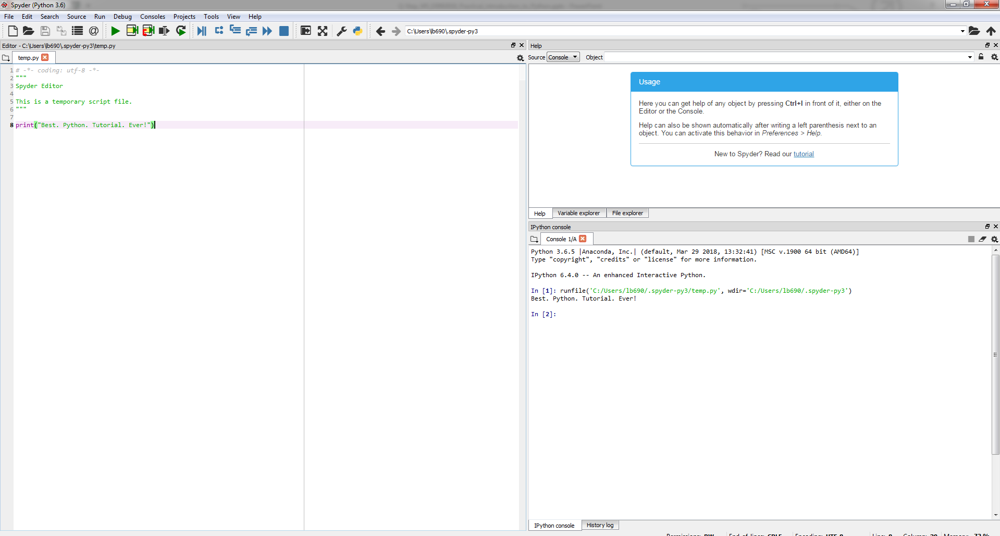 Spyder (Python 3.6)
File Edit Search Source Run Debug Consoles Projects Tools View Help
C:\Users\lb690\.spyder-py3
Editor - C:\Users\lb690\.spyder-py3\temp.py
temp.py
1 # -*- coding: utf-8 -*-
2 """
3 Spyder Editor
4
5 This is a temporary script file.
6 """
7
8 print("Best. Python. Tutorial. Ever!")
Help
Source Console Object
Usage
Here you can get help of any object by pressing Ctrl+I in front of it, either on the
Editor or the Console.
Help can also be shown automatically after writing a left parenthesis next to an
object. You can activate this behavior in Preferences > Help.
New to Spyder? Read our tutorial
Help Variable explorer File explorer
IPython console
Console 1/A
Python 3.6.5 |Anaconda, Inc.| (default, Mar 29 2018, 13:32:41) [MSC v.1900 64 bit (AMD64)]
Type "copyright", "credits" or "license" for more information.
IPython 6.4.0 -- An enhanced Interactive Python.
In [1]: runfile('C:/Users/lb690/.spyder-py3/temp.py', wdir='C:/Users/lb690/.spyder-py3')
Best. Python. Tutorial. Ever!
In [2]:
IPython console History log
Permissions: RW End-of-lines: CRLF Encoding: UTF-8 Line: 8 Column: 39 Memory: 72 %